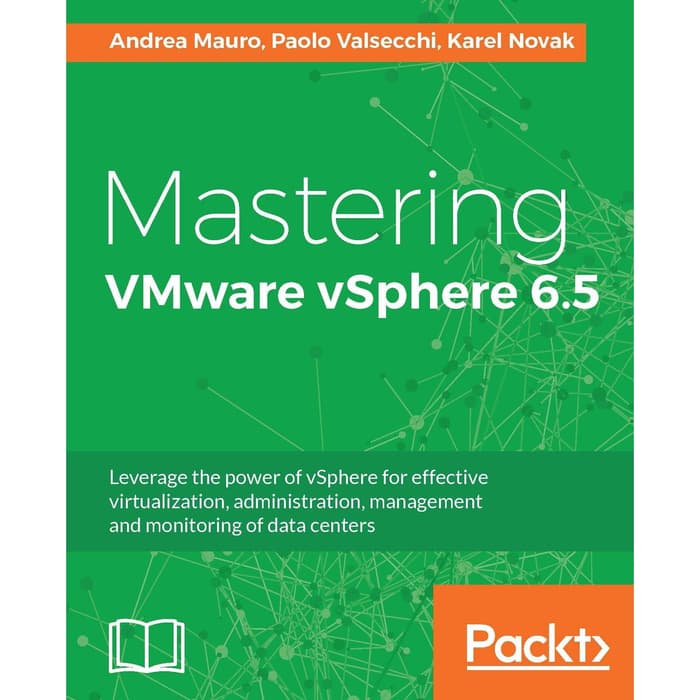 Andrea Mauro, Paolo Valsecchi, Karel Novak
Mastering
VMware vSphere 6.5
Leverage the power of vSphere for effective
virtualization, administration, management
and monitoring of data centers
Packt>